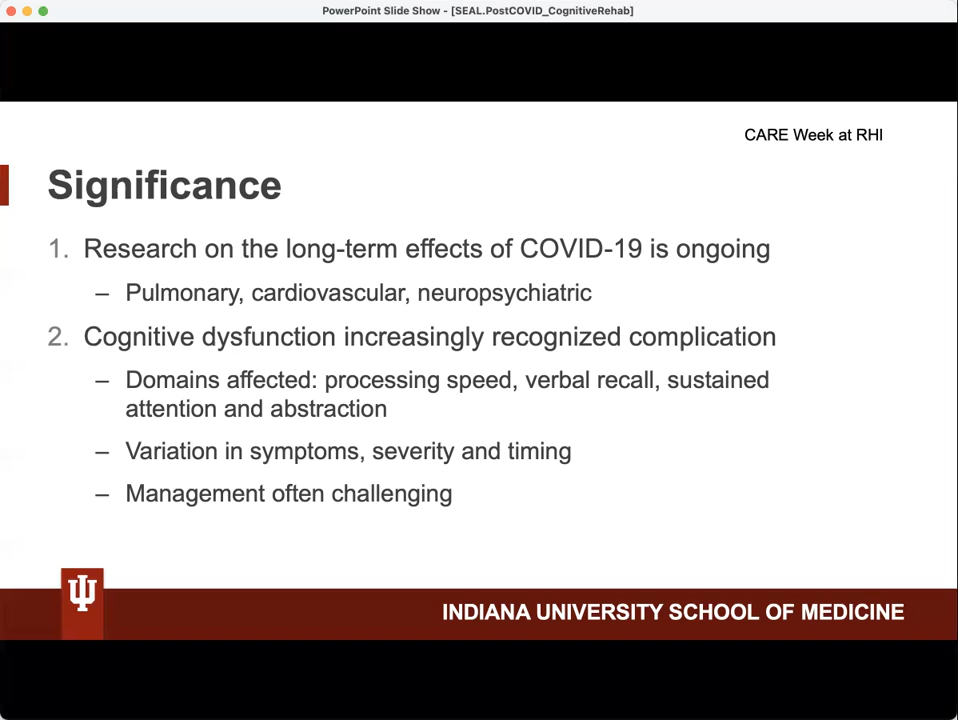 PowerPoint Slide Show - [SEAL.PostCOVID_CognitiveRehab]
CARE Week at RHI
Significance
1. Research on the long-term effects of COVID-19 is ongoing
– Pulmonary, cardiovascular, neuropsychiatric
2. Cognitive dysfunction increasingly recognized complication
– Domains affected: processing speed, verbal recall, sustained
attention and abstraction
– Variation in symptoms, severity and timing
– Management often challenging
INDIANA UNIVERSITY SCHOOL OF MEDICINE